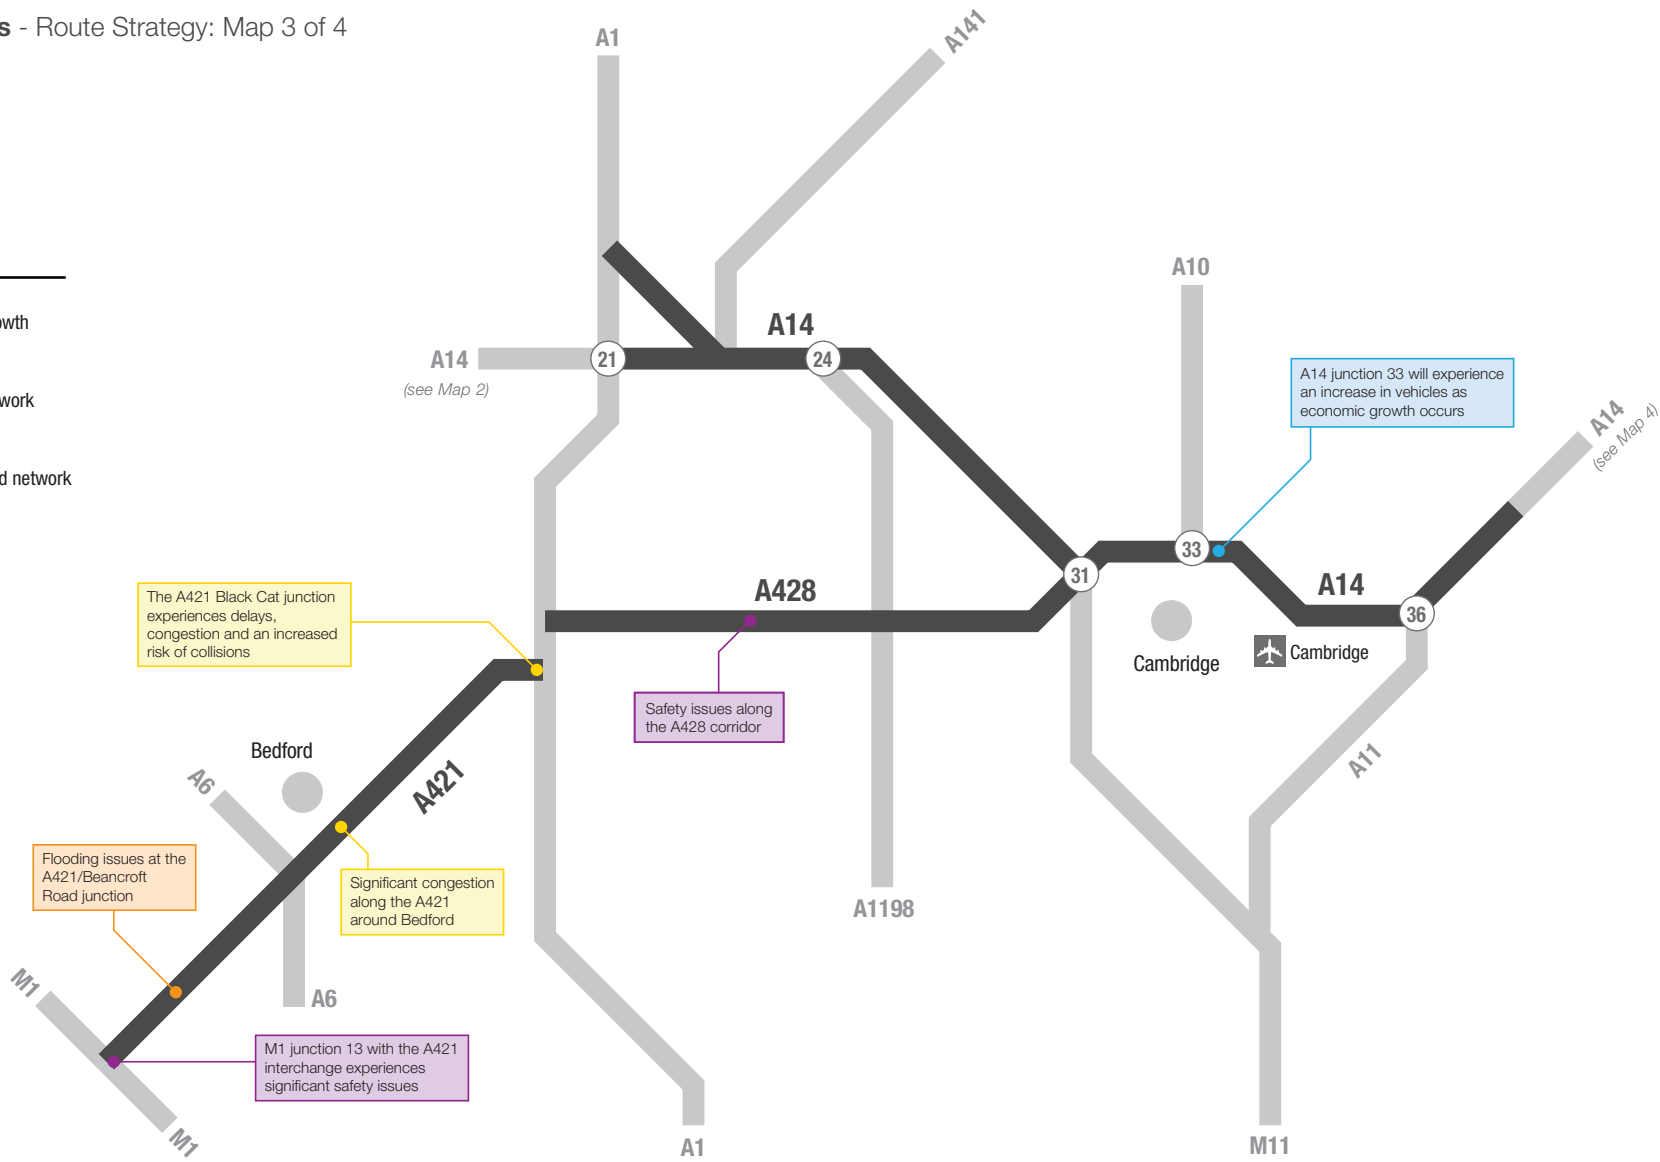 s - Route Strategy: Map 3 of 4
A1
A141
owth
work
d network
A14
A14
(see Map 2)
21
24
A10
A14 junction 33 will experience
an increase in vehicles as
economic growth occurs
A14
(see Map 4)
33
31
A14
36
A428
The A421 Black Cat junction
experiences delays,
congestion and an increased
risk of collisions
Cambridge
Cambridge
Safety issues along
the A428 corridor
Bedford
A6
A421
A11
Flooding issues at the
A421/Beancroft
Road junction
Significant congestion
along the A421
around Bedford
A1198
M1
A6
M1 junction 13 with the A421
interchange experiences
significant safety issues
M1
A1
M11